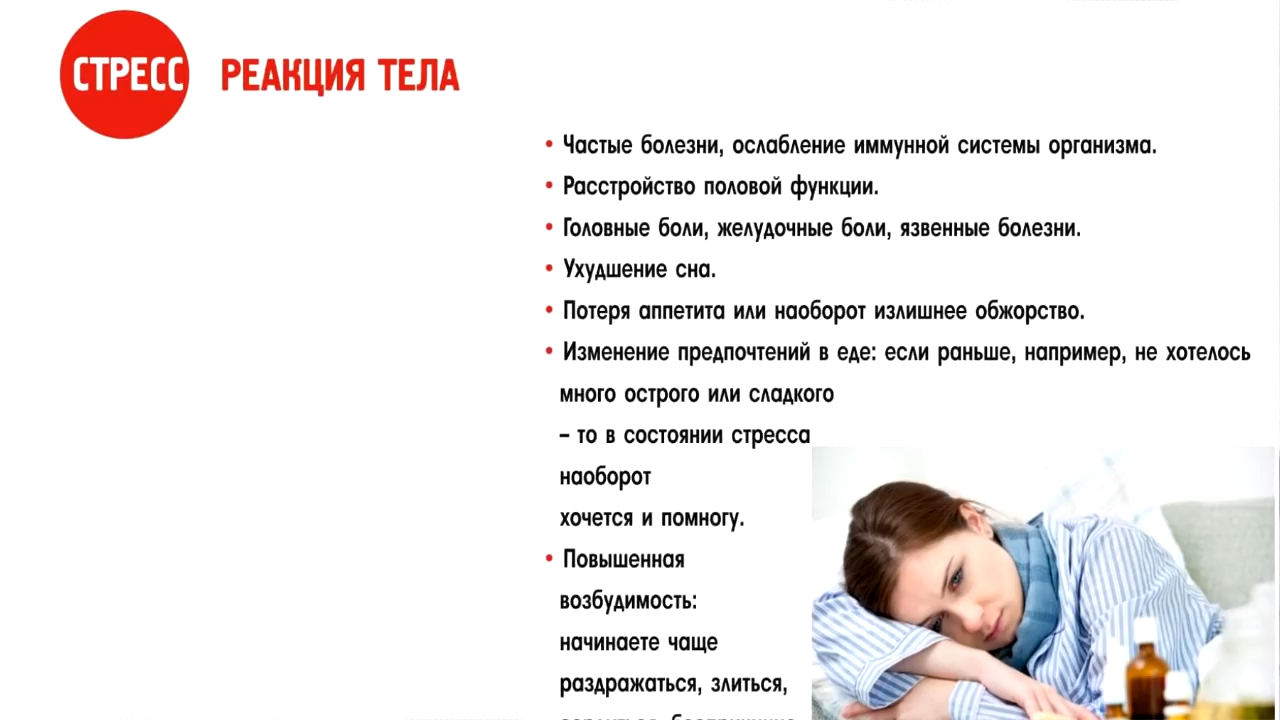 СТРЕСС РЕАКЦИЯ ТЕЛА
• Частые болезни, ослабление иммунной системы организма.
• Расстройство половой функции.
• Головные боли, желудочные боли, язвенные болезни.
• Ухудшение сна.
• Потеря аппетита или наоборот излишнее обжорство.
• Изменение предпочтений в еде: если раньше, например, не хотелось
много острого или сладкого
– то в состоянии стресса
наоборот
хочется и помногу.
• Повышенная
возбудимость:
начинаете чаще
раздражаться, злиться,